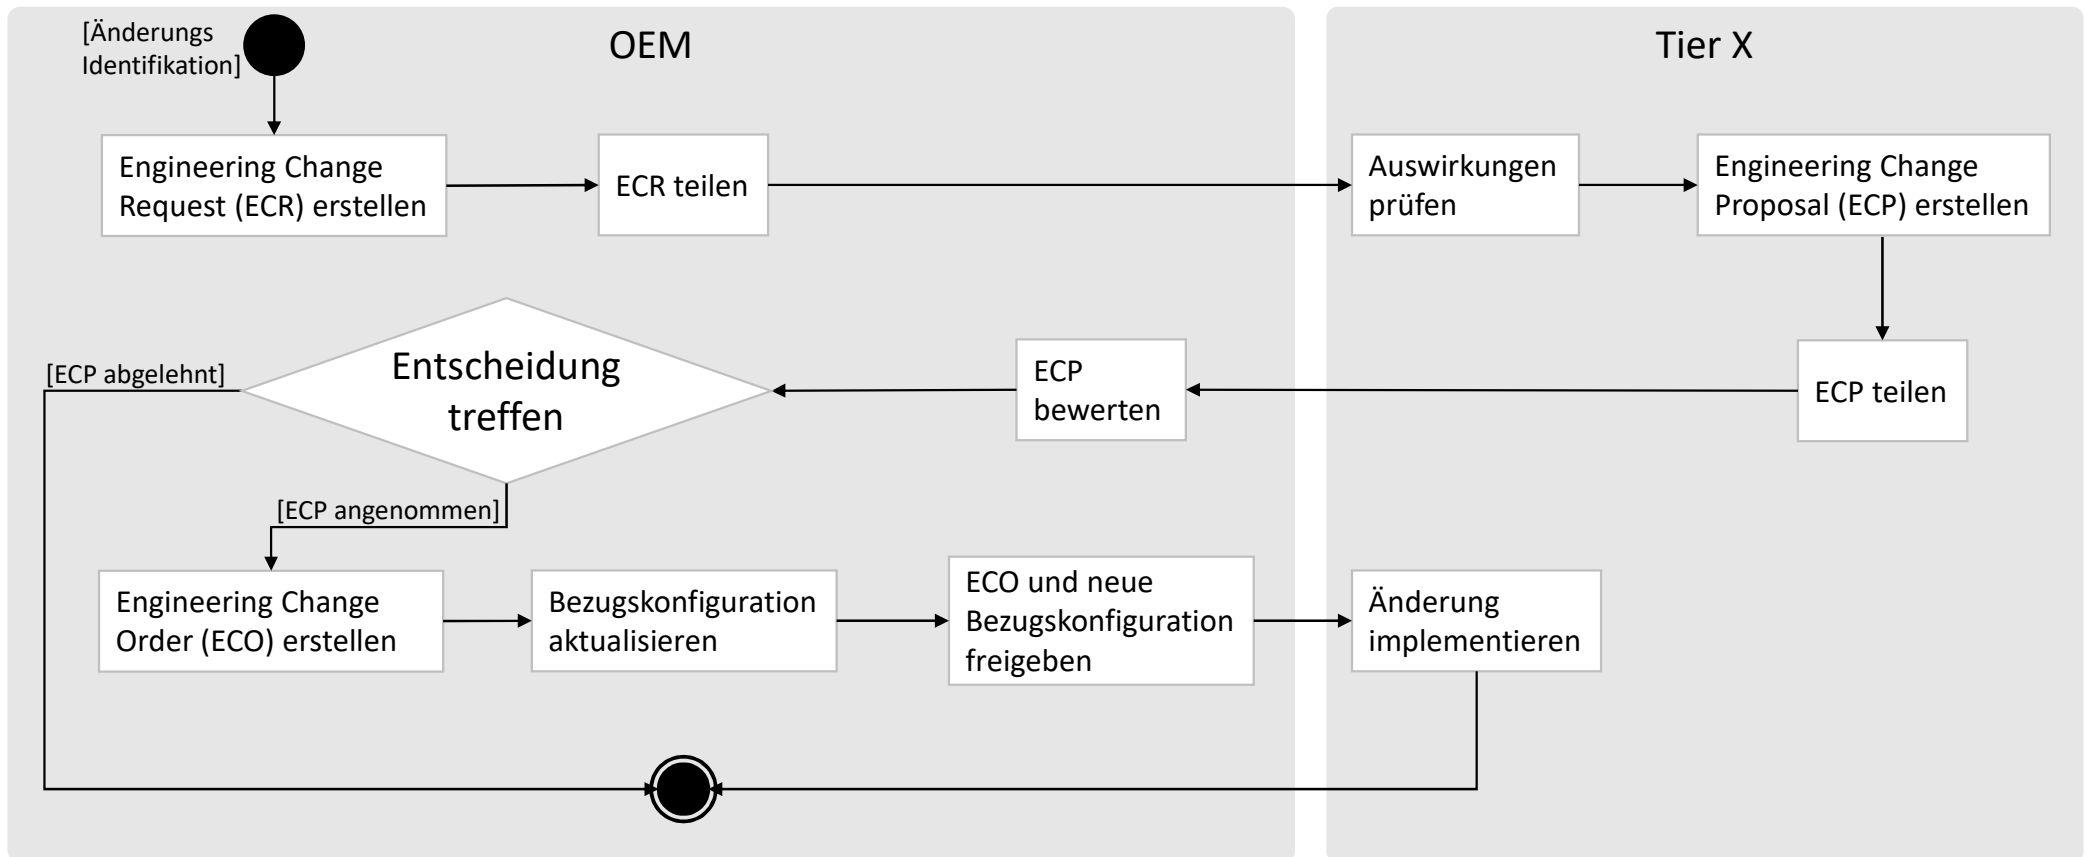 [Änderungs
Identifikation]
OEM
Tier X
Engineering Change
Request (ECR) erstellen
ECR teilen
Auswirkungen
prüfen
Engineering Change
Proposal (ECP) erstellen
[ECP abgelehnt]
Entscheidung
treffen
ECP
bewerten
ECP teilen
[ECP angenommen]
Engineering Change
Order (ECO) erstellen
Bezugskonfiguration
aktualisieren
ECO und neue
Bezugskonfiguration
freigeben
Änderung
implementieren